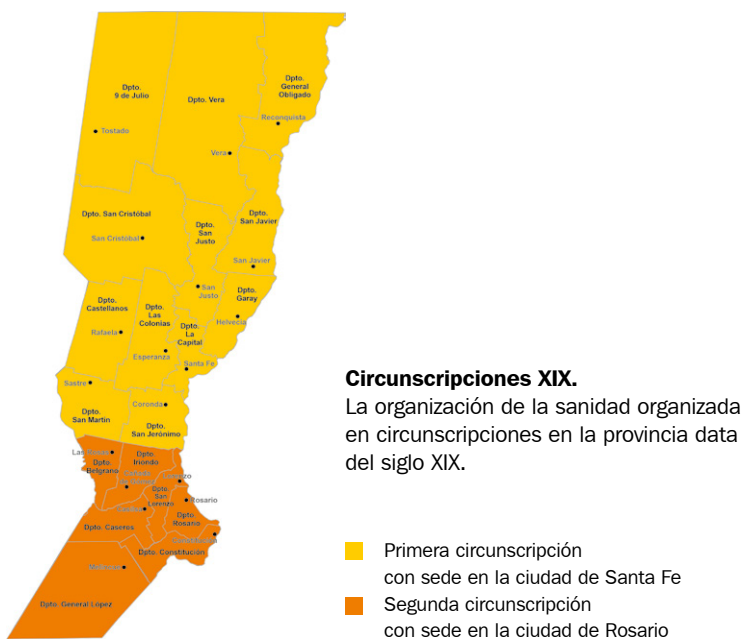 Dpto.
9 de Julio
Dpto. Vera
Dpto.
General
Obligado
Reconquista
Tostado
Vera
Dpto. San Cristóbal
San Cristóbal
Dpto.
San
Justo
Dpto.
San Javier
San Javier
San
Justo
Dpto.
Garay
Helvecia
Dpto.
Castellanos
Rafaela
Dpto.
Las
Colonias
Esperanza
Dpto.
La
Capital
Santa Fe
Sastre
Dpto.
San Martín
Coronda
Dpto.
San Jerónimo
Las
Dpto.
Belgrano
Dpto.
Iriondo
Dpto.
San
Lorenzo
Rosario
Dpto.
Rosario
Dpto. Caseros
Dpto. Constitución
Dpto. General Lopez
Circunscripciones XIX.
La organización de la sanidad organizada
en circunscripciones en la provincia data
del siglo XIX.
Primera circunscripción
con sede en la ciudad de Santa Fe
Segunda circunscripción
con sede en la ciudad de Rosario